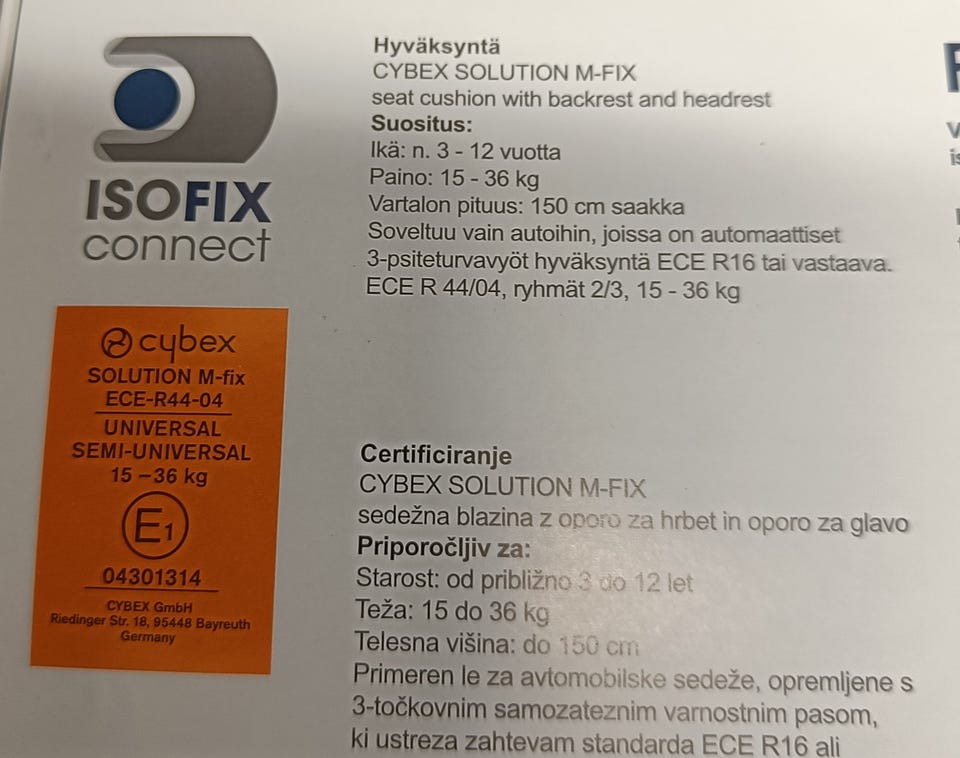 ISOFIX
connect
cybex
SOLUTION M-fix
ECE-R44-04
UNIVERSAL
SEMI-UNIVERSAL
15 – 36 kg
E1
04301314
CYBEX GmbH
Riedinger Str. 18, 95448 Bayreuth
Germany
Hyväksyntä
CYBEX SOLUTION M-FIX
seat cushion with backrest and headrest
Suositus:
Ikä: n. 3 - 12 vuotta
Paino: 15 - 36 kg
Vartalon pituus: 150 cm saakka
Soveltuu vain autoihin, joissa on automaattiset
3-psiteturvavyöt hyväksyntä ECE R16 tai vastaava.
ECE R 44/04, ryhmät 2/3, 15 - 36 kg
Certificiranje
CYBEX SOLUTION M-FIX
sedežna blazina z oporo za hrbet in oporo za glavo
Priporočljiv za:
Starost: od približno 3 do 12 let
Teža: 15 do 36 kg
Telesna višina: do 150 cm
Primeren le za avtomobilske sedeže, opremljene s
3-točkovnim samozateznim varnostnim pasom,
ki ustreza zahtevam standarda ECE R16 ali